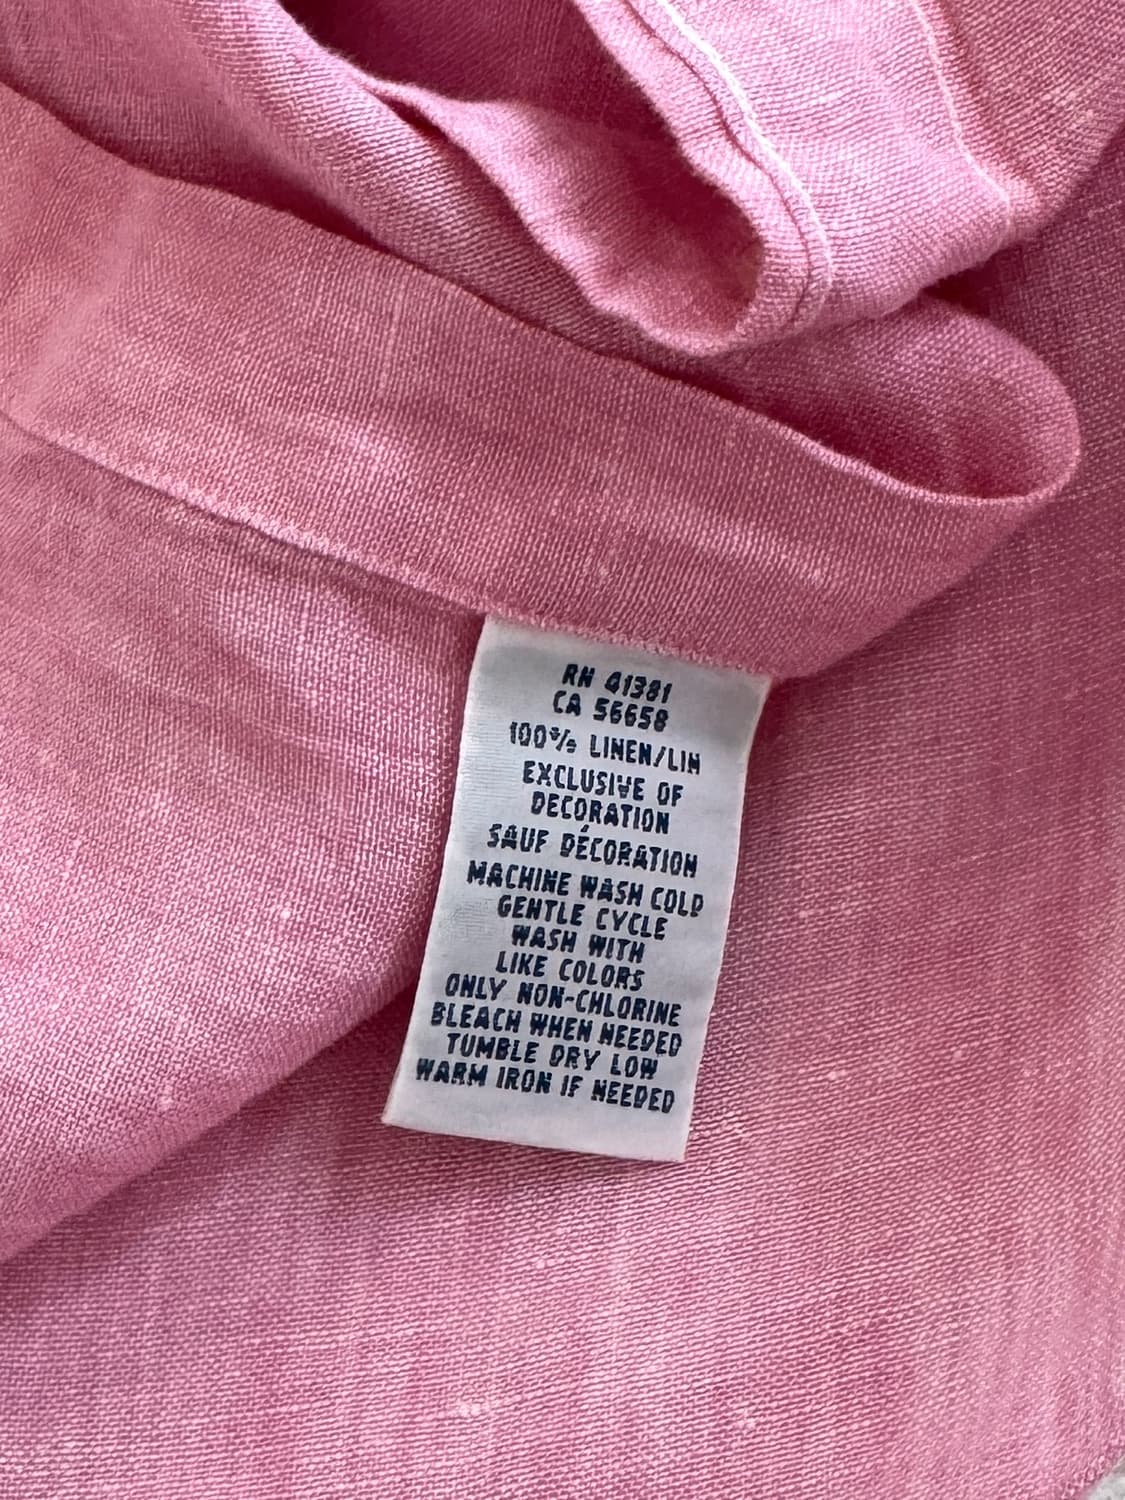 RN 41381
CA 56658
100% LINEN/LIN
EXCLUSIVE OF
DECORATION
SAUF DÉCORATION
MACHINE WASH COLD
GENTLE CYCLE
WASH WITH
LIKE COLORS
ONLY NON-CHLORINE
BLEACH WHEN NEEDED
TUMBLE DRY LOW
WARM IRON IF NEEDED